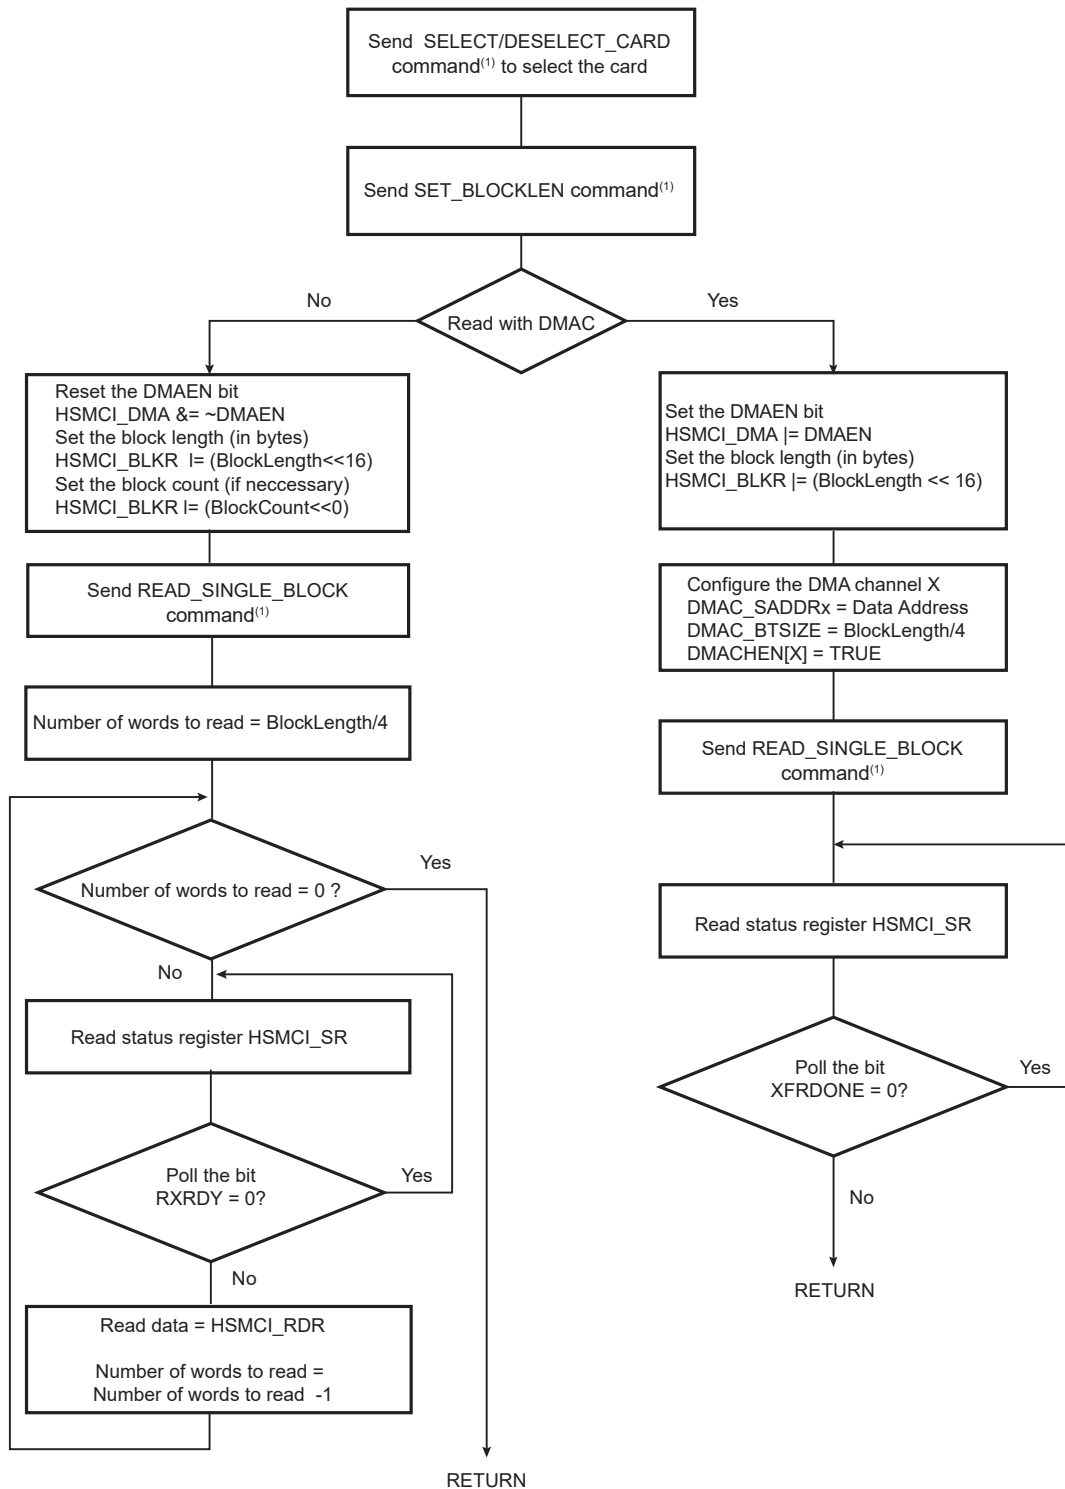 Send SELECT/DESELECT_CARD
command(1) to select the card
Send SET_BLOCKLEN command(1)
No
Yes
Read with DMAC
Reset the DMAEN bit
HSMCI_DMA &= ~DMAEN
Set the block length (in bytes)
HSMCI_BLKR |= (BlockLength<<16)
Set the block count (if neccessary)
HSMCI_BLKR |= (BlockCount<<0)
Send READ_SINGLE_BLOCK
command(1)
Number of words to read = BlockLength/4
Number of words to read = 0 ?
Yes
No
Read status register HSMCI_SR
Poll the bit
RXRDY = 0?
Yes
No
Read data = HSMCI_RDR
Number of words to read =
Number of words to read -1
RETURN
Set the DMAEN bit
HSMCI_DMA |= DMAEN
Set the block length (in bytes)
HSMCI_BLKR |= (BlockLength << 16)
Configure the DMA channel X
DMAC_SADDRx = Data Address
DMAC_BTSIZE = BlockLength/4
DMACHEN[X] = TRUE
Send READ_SINGLE_BLOCK
command(1)
Read status register HSMCI_SR
Poll the bit
XFRDONE = 0?
Yes
No
RETURN